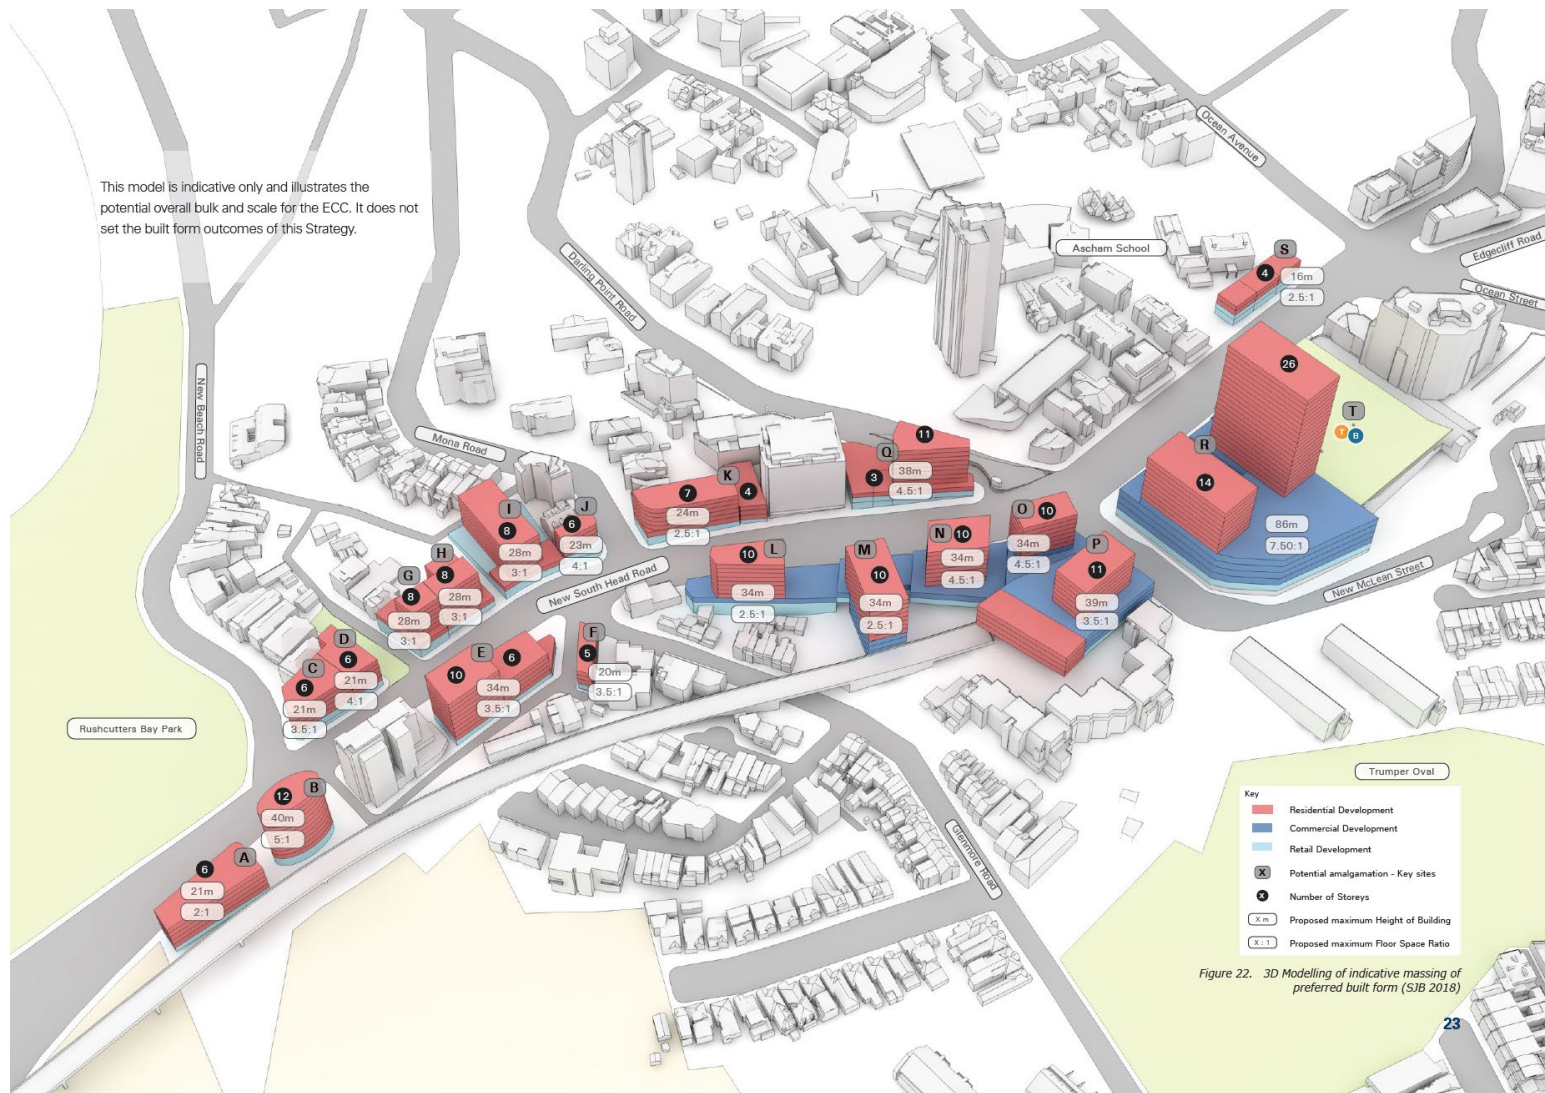 This model is indicative only and illustrates the
potential overall bulk and scale for the ECC. It does not
set the built form outcomes of this Strategy.
Ocean Avenue
Ascham School
Edgecliff Road
Ocean Street
S
4
16m
2.5:1
Darling Point Road
New Beach Road
Mona Road
26
T
T
B
R
14
86m
7.50:1
11
Q
3
38m
4.5:1
K
7
4
24m
2.5:1
I
8
28m
3:1
J
6
23m
4:1
H
8
28m
3:1
G
8
28m
3:1
New South Head Road
L
10
34m
2.5:1
M
10
34m
2.5:1
N
10
34m
4.5:1
O
10
34m
4.5:1
P
11
39m
3.5:1
New McLean Street
D
6
21m
4:1
C
6
21m
3.5:1
E
10
6
34m
3.5:1
F
5
20m
3.5:1
Rushcutters Bay Park
B
12
40m
5:1
A
6
21m
2:1
Glenmore Road
Trumper Oval
Key
Residential Development
Commercial Development
Retail Development
X Potential amalgamation - Key sites
X Number of Storeys
X m Proposed maximum Height of Building
X : 1 Proposed maximum Floor Space Ratio
Figure 22. 3D Modelling of indicative massing of
preferred built form (SJB 2018)
23